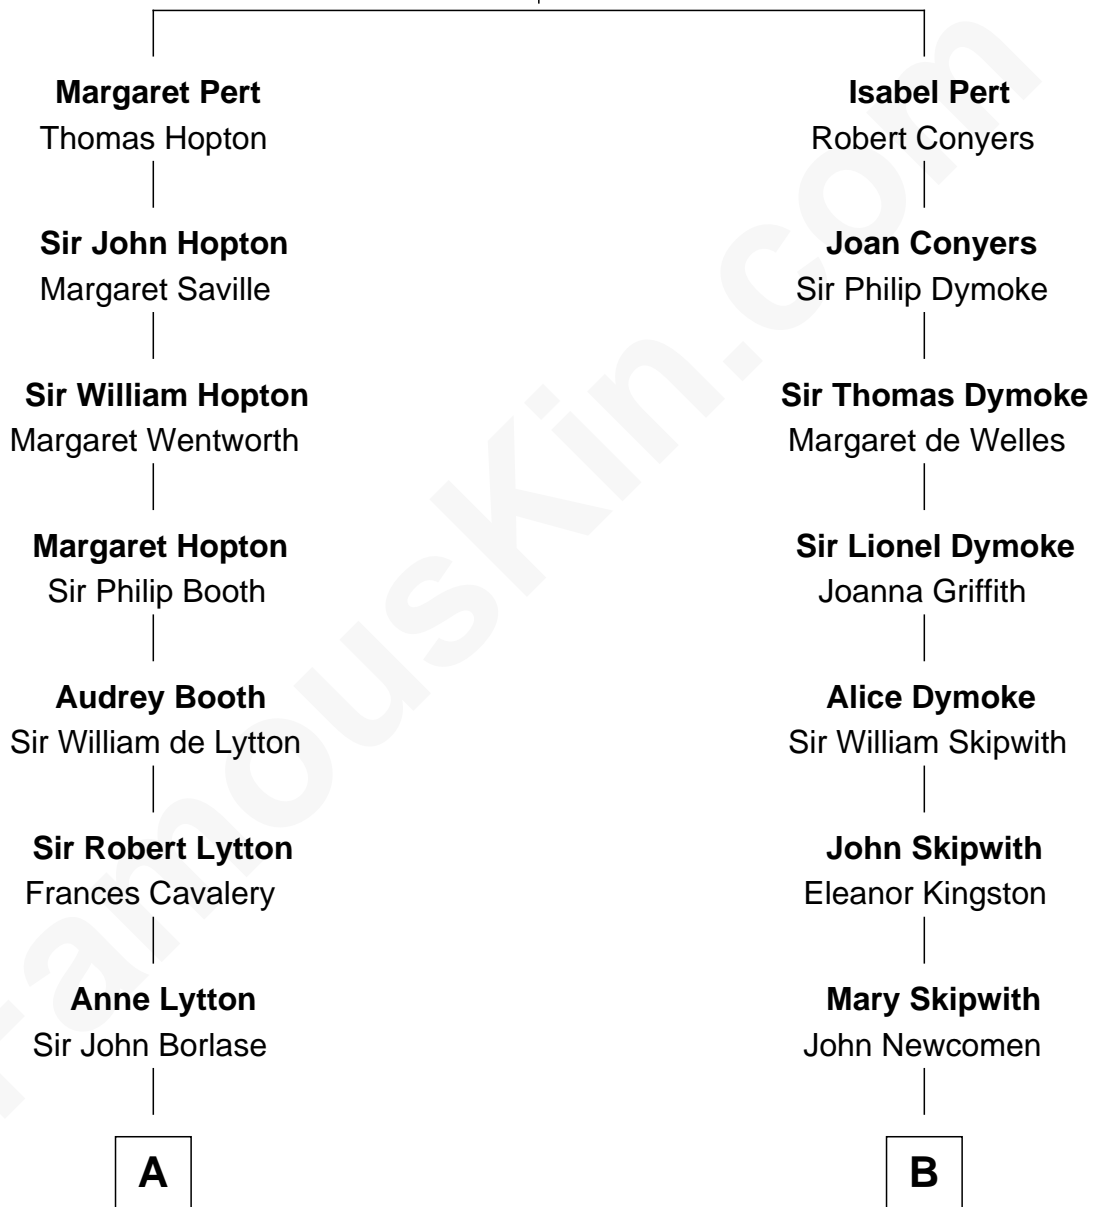 Margaret Pert
Thomas Hopton
Sir John Hopton
Margaret Saville
Sir William Hopton
Margaret Wentworth
Margaret Hopton
Sir Philip Booth
Audrey Booth
Sir William de Lytton
Sir Robert Lytton
Frances Cavalery
Anne Lytton
Sir John Borlase
A
Isabel Pert
Robert Conyers
Joan Conyers
Sir Philip Dymoke
Sir Thomas Dymoke
Margaret de Welles
Sir Lionel Dymoke
Joanna Griffith
Alice Dymoke
Sir William Skipwith
John Skipwith
Eleanor Kingston
Mary Skipwith
John Newcomen
B
FamousKin.com